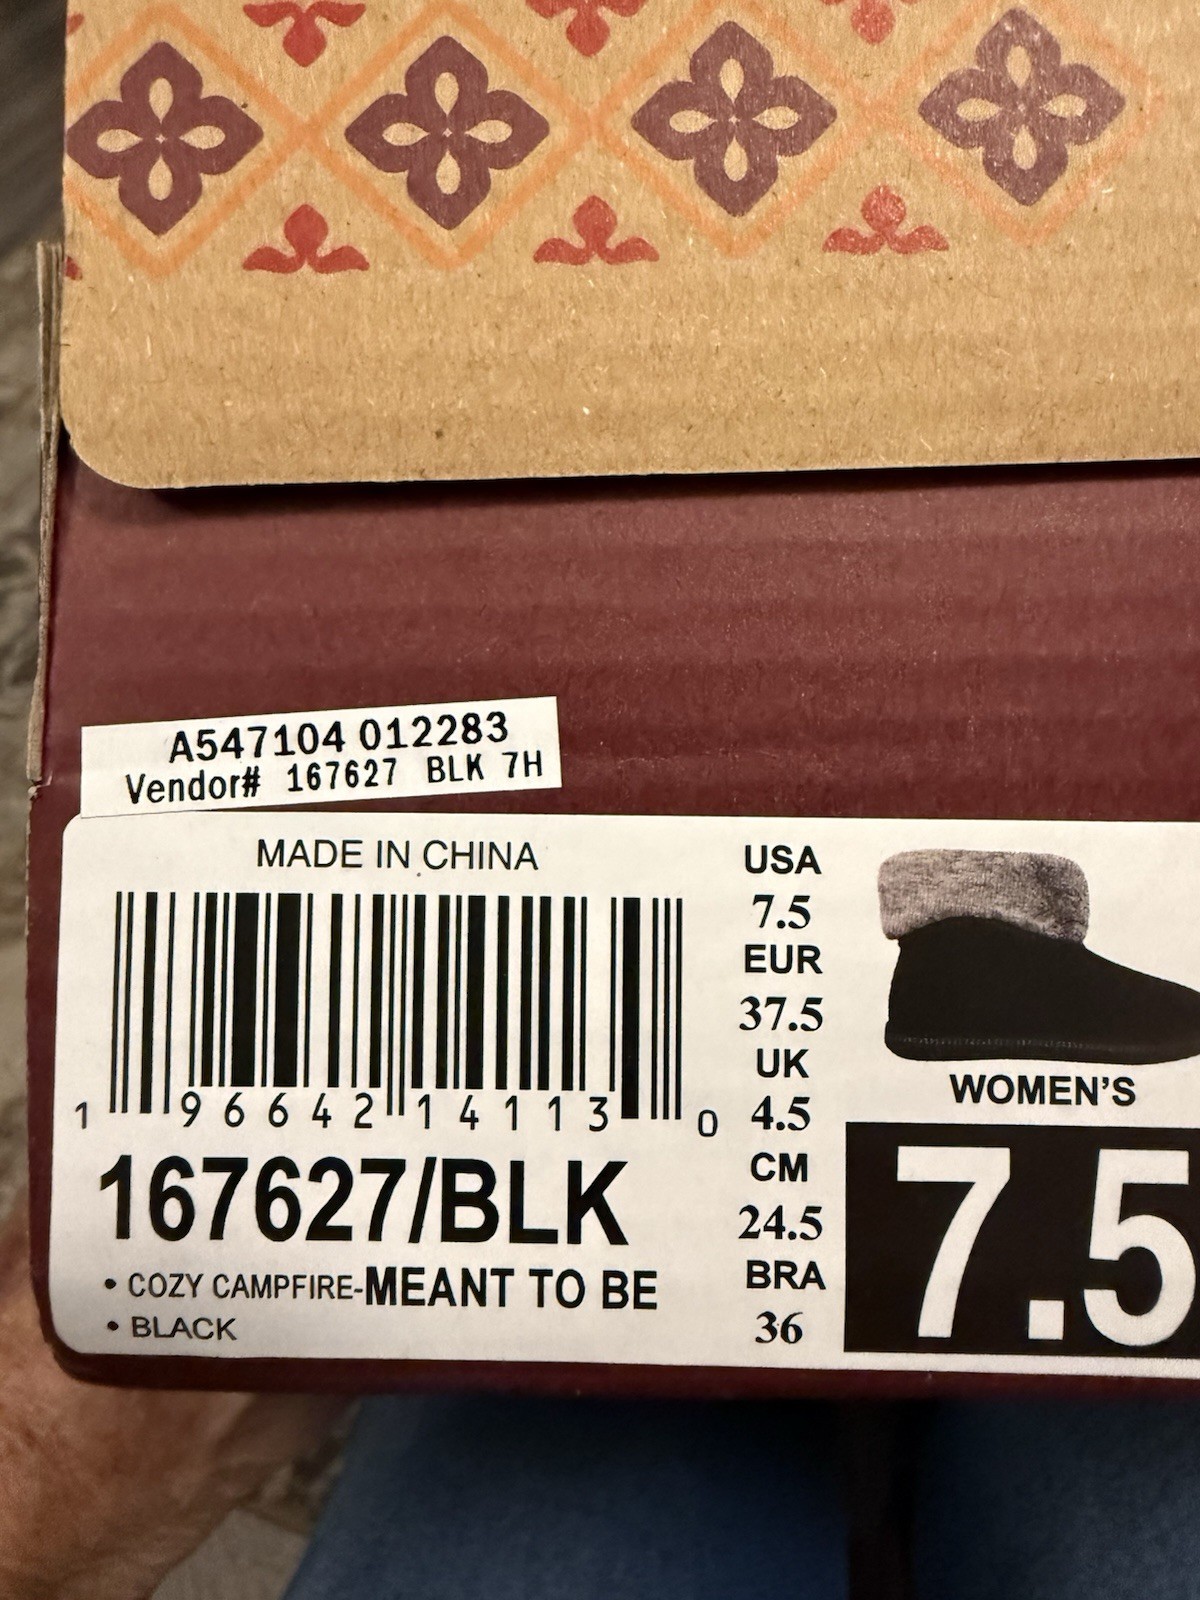 A547104 012283
Vendor# 167627 BLK 7H
MADE IN CHINA
1 96642 14113 0
167627/BLK
• COZY CAMPFIRE-MEANT TO BE
• BLACK
USA
7.5
EUR
37.5
UK
4.5
CM
24.5
BRA
36
WOMEN'S
7.5